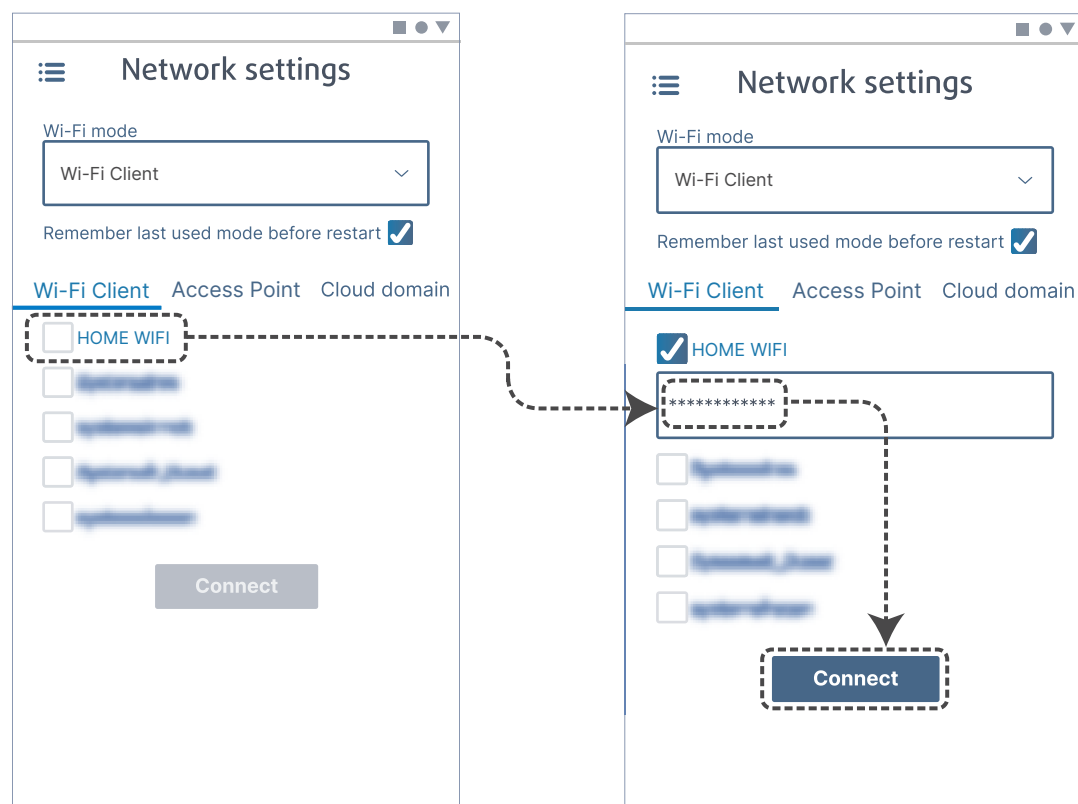 Network settings
Wi-Fi mode
Wi-Fi Client
Remember last used mode before restart
Wi-Fi Client Access Point Cloud domain
HOME WIFI
Connect
Network settings
Wi-Fi mode
Wi-Fi Client
Remember last used mode before restart
Wi-Fi Client Access Point Cloud domain
HOME WIFI
************
Connect